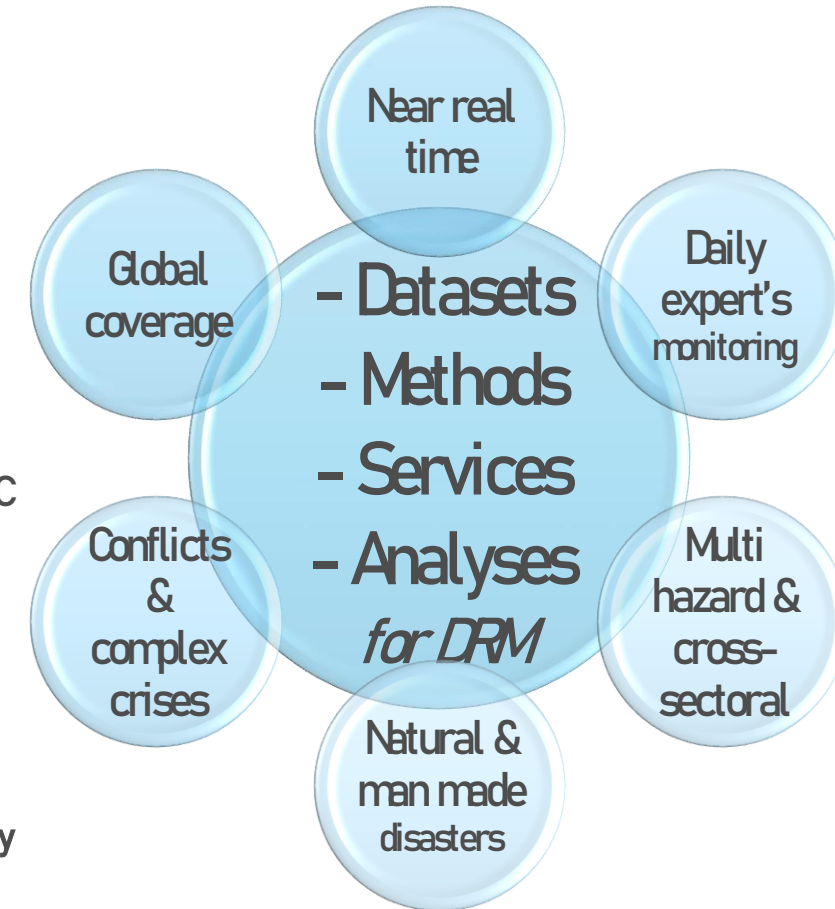 Near real
time
Global
coverage
Daily
expert's
monitoring
- Datasets
- Methods
- Services
- Analyses
for DRM
C
Conflicts
&
complex
crises
Multi
hazard &
cross-
sectoral
Natural &
man made
disasters
y